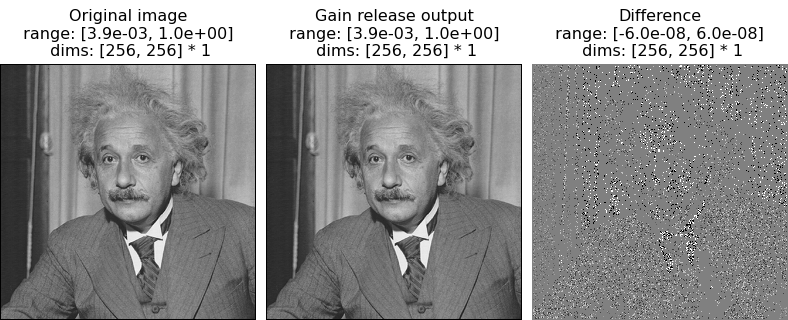 Original image
range: [3.9e-03, 1.0e+00]
dims: [256, 256] * 1
Gain release output
range: [3.9e-03, 1.0e+00]
dims: [256, 256] * 1
Difference
range: [-6.0e-08, 6.0e-08]
dims: [256, 256] * 1